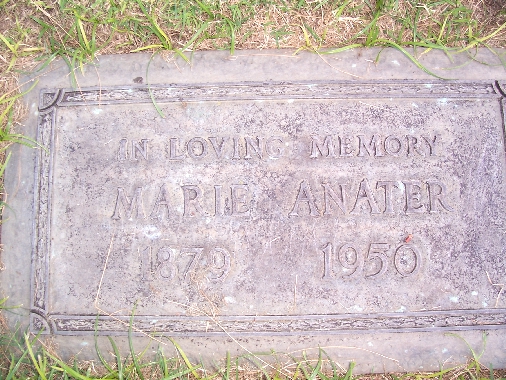 IN LOVING MEMORY
MARIE ANATER
1879 1950